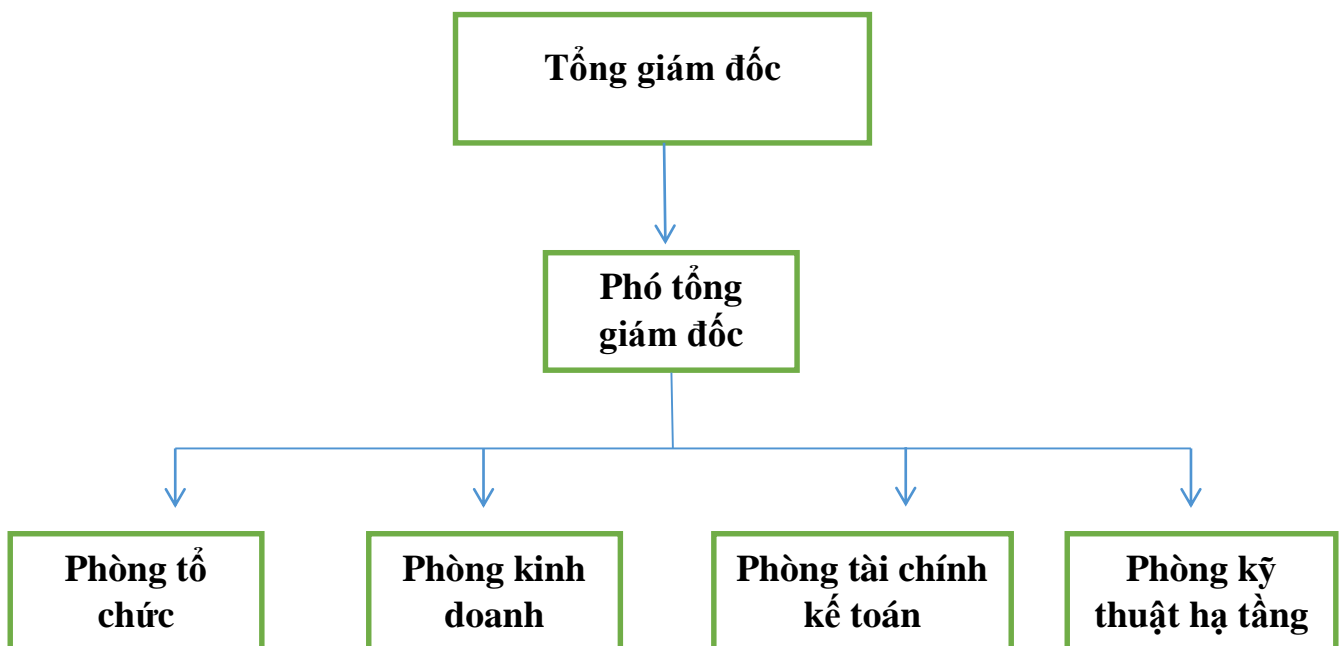 Tổng giám đốc
Phó tổng
giám đốc
Phòng tổ
chức
Phòng kinh
doanh
Phòng tài chính
kế toán
Phòng kỹ
thuật hạ tầng